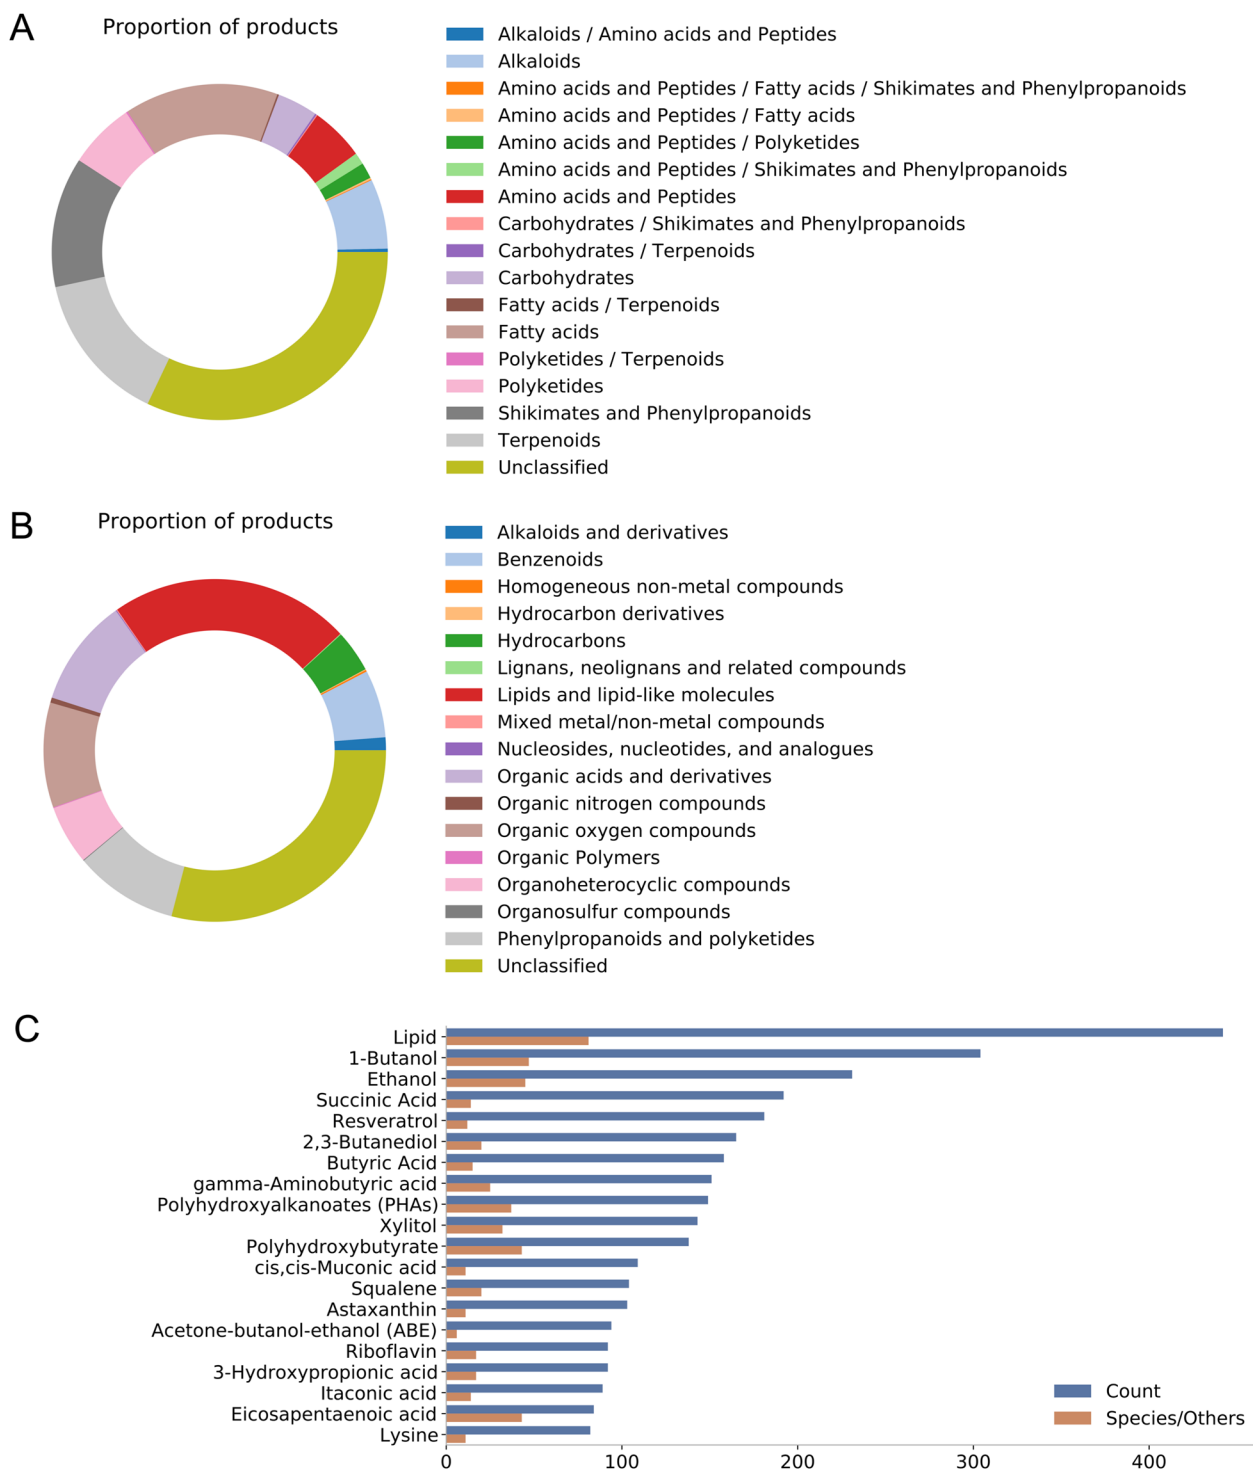 A
Proportion of products
Alkaloids / Amino acids and Peptides
Alkaloids
Amino acids and Peptides / Fatty acids / Shikimates and Phenylpropanoids
Amino acids and Peptides / Fatty acids
Amino acids and Peptides / Polyketides
Amino acids and Peptides / Shikimates and Phenylpropanoids
Amino acids and Peptides
Carbohydrates / Shikimates and Phenylpropanoids
Carbohydrates / Terpenoids
Carbohydrates
Fatty acids / Terpenoids
Fatty acids
Polyketides / Terpenoids
Polyketides
Shikimates and Phenylpropanoids
Terpenoids
Unclassified
B
Proportion of products
Alkaloids and derivatives
Benzenoids
Homogeneous non-metal compounds
Hydrocarbon derivatives
Hydrocarbons
Lignans, neolignans and related compounds
Lipids and lipid-like molecules
Mixed metal/non-metal compounds
Nucleosides, nucleotides, and analogues
Organic acids and derivatives
Organic nitrogen compounds
Organic oxygen compounds
Organic Polymers
Organoheterocyclic compounds
Organosulfur compounds
Phenylpropanoids and polyketides
Unclassified
C
Lipid
1-Butanol
Ethanol
Succinic Acid
Resveratrol
2,3-Butanediol
Butyric Acid
gamma-Aminobutyric acid
Polyhydroxyalkanoates (PHAs)
Xylitol
Polyhydroxybutyrate
cis,cis-Muconic acid
Squalene
Astaxanthin
Acetone-butanol-ethanol (ABE)
Riboflavin
3-Hydroxypropionic acid
Itaconic acid
Eicosapentaenoic acid
Lysine
Count
Species/Others
0 100 200 300 400